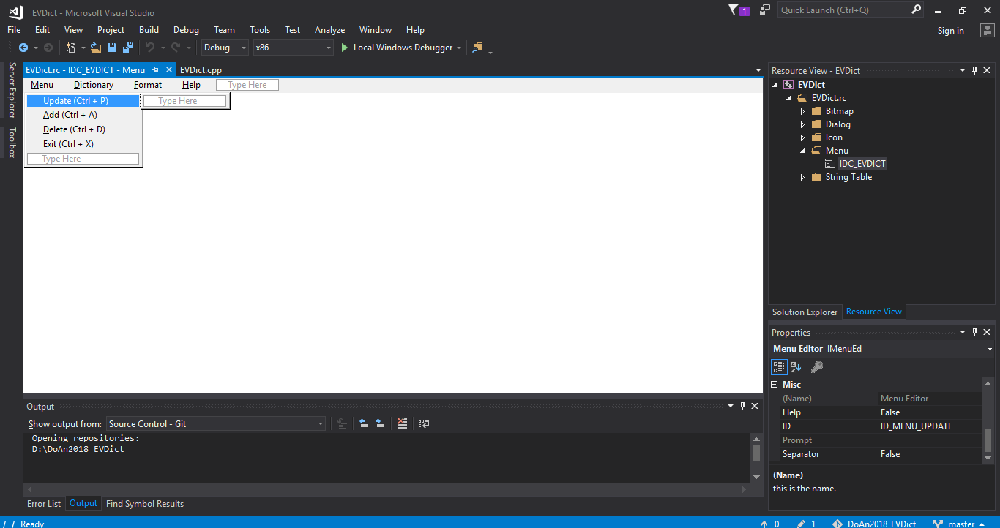 EVDict - Microsoft Visual Studio
1
Quick Launch (Ctrl+Q)
File Edit View Project Build Debug Team Tools Test Analyze Window Help
Sign in
Debug x86 Local Windows Debugger
Server Explorer
Toolbox
EVDict.rc - IDC_EVDICT - Menu EVDict.cpp
Menu Dictionary Format Help Type Here
Update (Ctrl + P) Type Here
Add (Ctrl + A)
Delete (Ctrl + D)
Exit (Ctrl + X)
Type Here
Resource View - EVDict
EVDict
EVDict.rc
Bitmap
Dialog
Icon
Menu
IDC_EVDICT
String Table
Solution Explorer Resource View
Properties
Menu Editor IMenuEd
Misc
(Name) Menu Editor
Help False
ID ID_MENU_UPDATE
Prompt
Separator False
(Name)
this is the name.
Output
Show output from: Source Control - Git
Opening repositories:
D:\DoAn2018_EVDict
Error List Output Find Symbol Results
Ready 0 1 DoAn2018_EVDict master